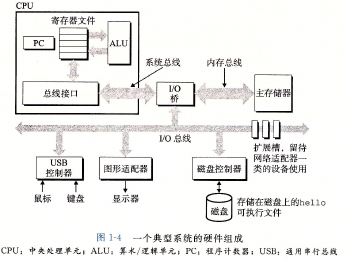 CPU
寄存器文件
PC
ALU
系统总线
内存总线
总线接口
I/O
桥
主存储器
I/O 总线
扩展槽，留待
网络适配器一
类的设备使用
USB
控制器
图形适配器
磁盘控制器
鼠标
键盘
显示器
磁盘
存储在磁盘上的hello
可执行文件
图 1-4 一个典型系统的硬件组成
CPU：中央处理单元；ALU：算术/逻辑单元；PC：程序计数器；USB：通用串行总线